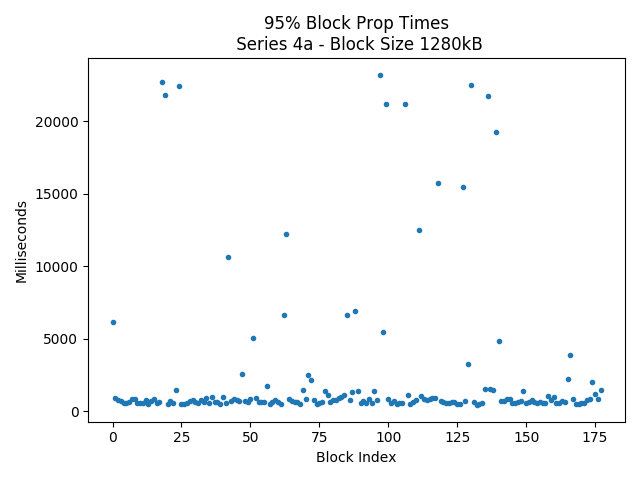 95% Block Prop Times
Series 4a - Block Size 1280kB
20000
15000
10000
5000
0
Milliseconds
0 25 50 75 100 125 150 175
Block Index